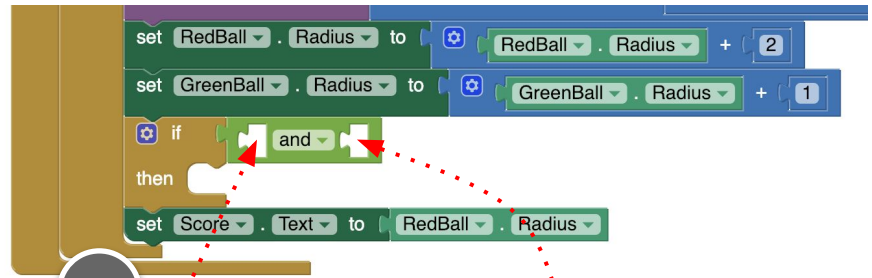 set RedBall . Radius to RedBall . Radius + 2
set GreenBall . Radius to GreenBall . Radius + 1
if and
then
set Score . Text to RedBall . Radius